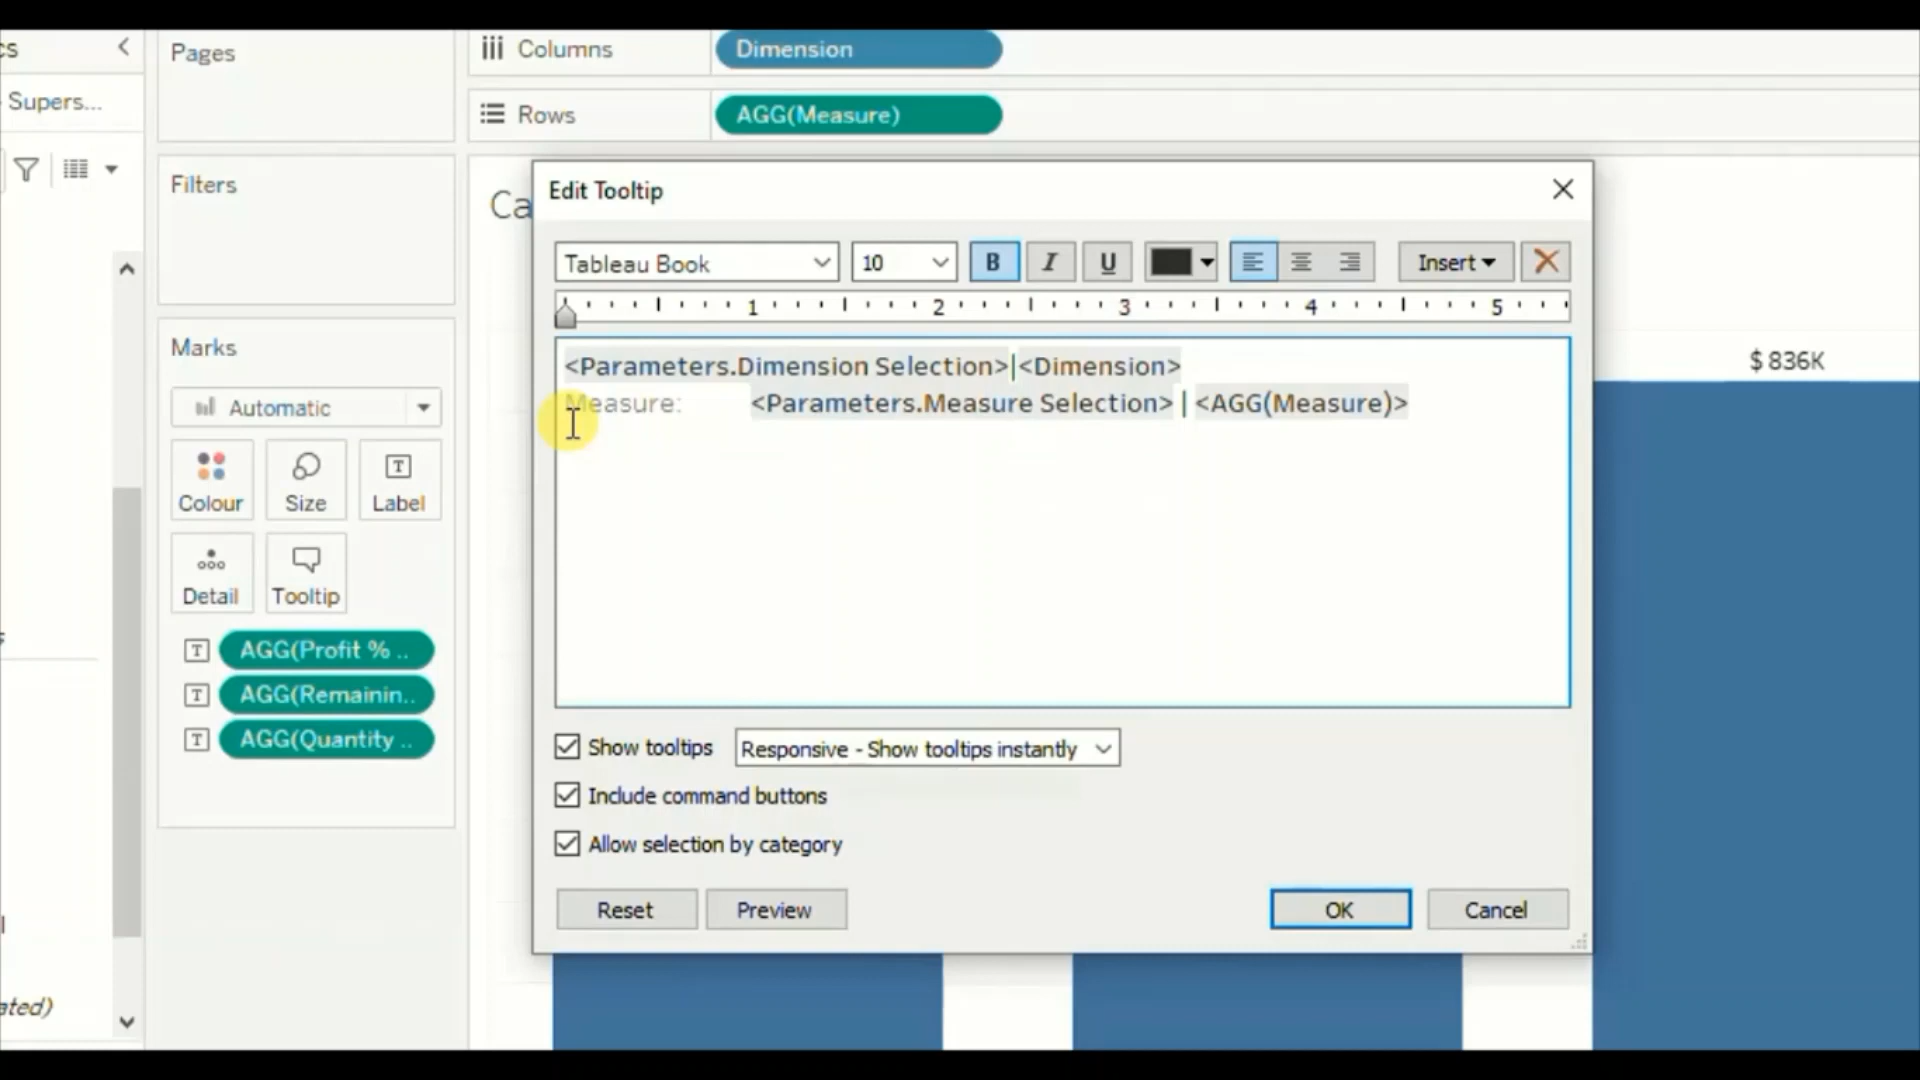 cs
Pages
Columns
Dimension
Supers...
Rows
AGG(Measure)
Filters
Ca
Edit Tooltip
Tableau Book
10
B
I
U
Insert
1
2
3
4
5
Marks
<Parameters.Dimension Selection>|<Dimension>
$ 836K
Automatic
Measure: <Parameters.Measure Selection> | <AGG(Measure)>
Colour
Size
Label
Detail
Tooltip
AGG(Profit % ..
AGG(Remainin..
AGG(Quantity ..
Show tooltips
Responsive - Show tooltips instantly
Include command buttons
Allow selection by category
Reset
Preview
OK
Cancel
ated)